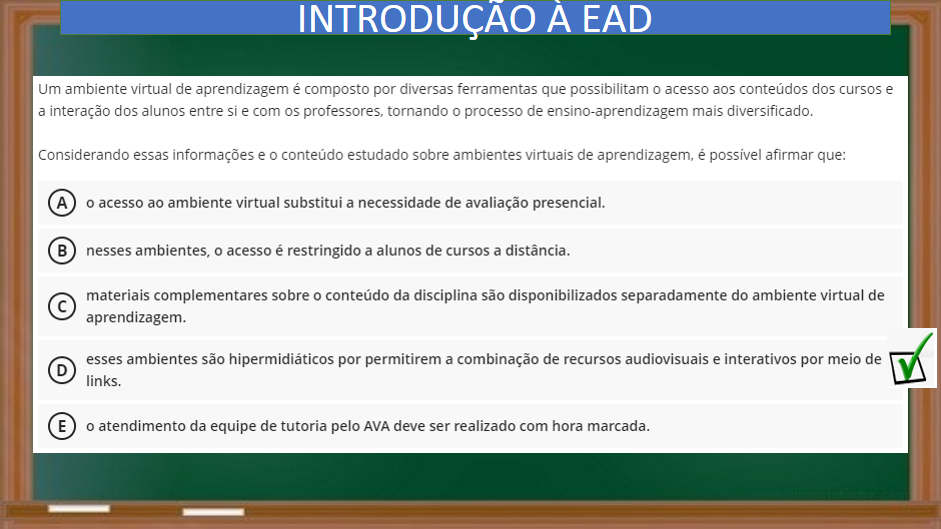 INTRODUÇÃO À EAD
Um ambiente virtual de aprendizagem é composto por diversas ferramentas que possibilitam o acesso aos conteúdos dos cursos e
a interação dos alunos entre si e com os professores, tornando o processo de ensino-aprendizagem mais diversificado.
Considerando essas informações e o conteúdo estudado sobre ambientes virtuais de aprendizagem, é possível afirmar que:
A o acesso ao ambiente virtual substitui a necessidade de avaliação presencial.
B nesses ambientes, o acesso é restringido a alunos de cursos a distância.
C materiais complementares sobre o conteúdo da disciplina são disponibilizados separadamente do ambiente virtual de
aprendizagem.
D esses ambientes são hipermidiáticos por permitirem a combinação de recursos audiovisuais e interativos por meio de
links.
E o atendimento da equipe de tutoria pelo AVA deve ser realizado com hora marcada.